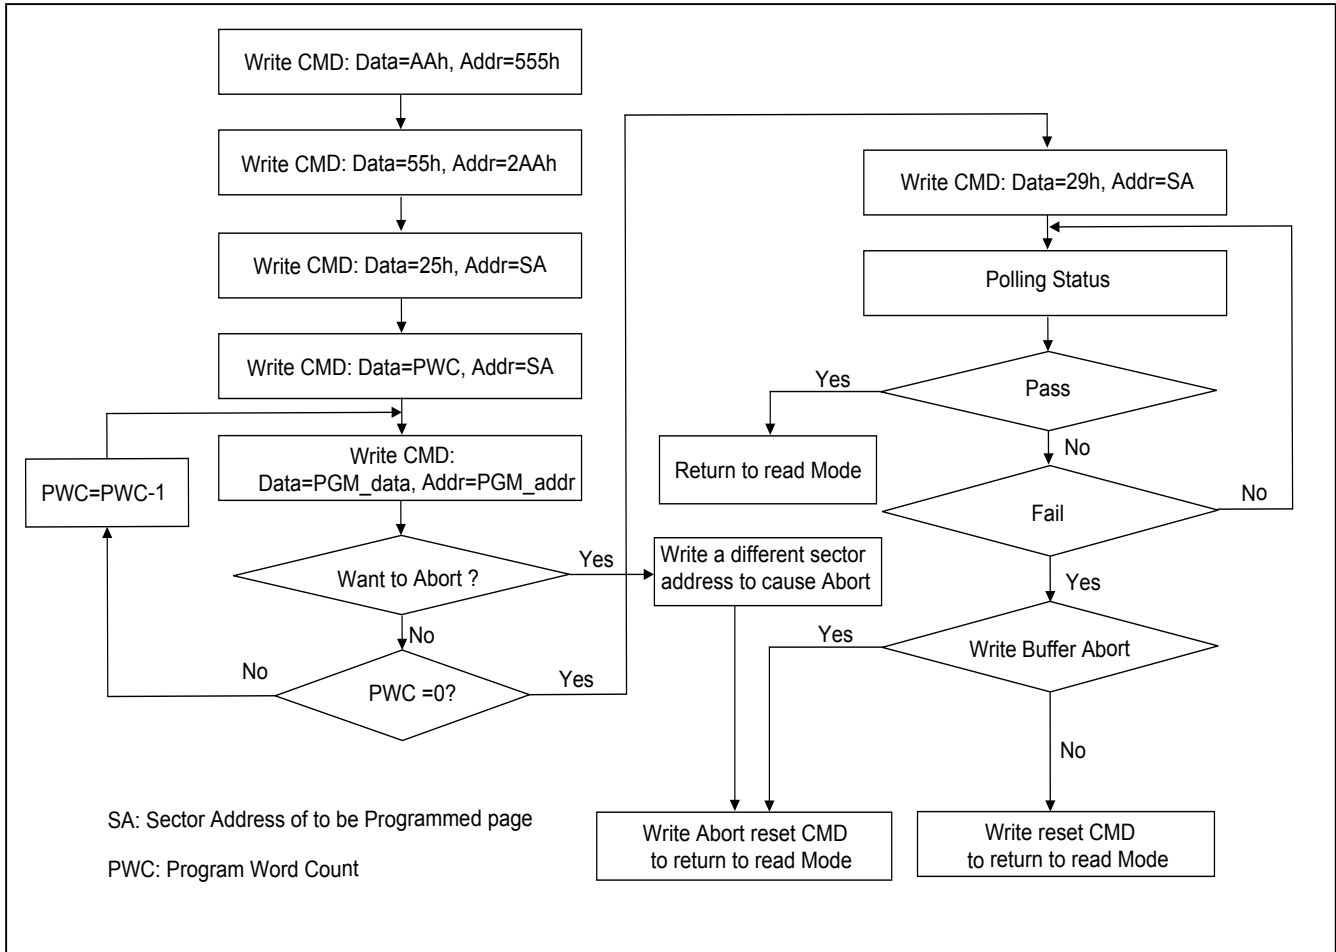 Write CMD: Data=AAh, Addr=555h
Write CMD: Data=55h, Addr=2AAh
Write CMD: Data=25h, Addr=SA
Write CMD: Data=PWC, Addr=SA
Write CMD:
Data=PGM_data, Addr=PGM_addr
PWC=PWC-1
Want to Abort ?
Yes
No
Write a different sector
address to cause Abort
PWC =0?
No
Yes
Write CMD: Data=29h, Addr=SA
Polling Status
Pass
Yes
No
Return to read Mode
Fail
No
Yes
Write Buffer Abort
Yes
No
Write Abort reset CMD
to return to read Mode
Write reset CMD
to return to read Mode
SA: Sector Address of to be Programmed page
PWC: Program Word Count